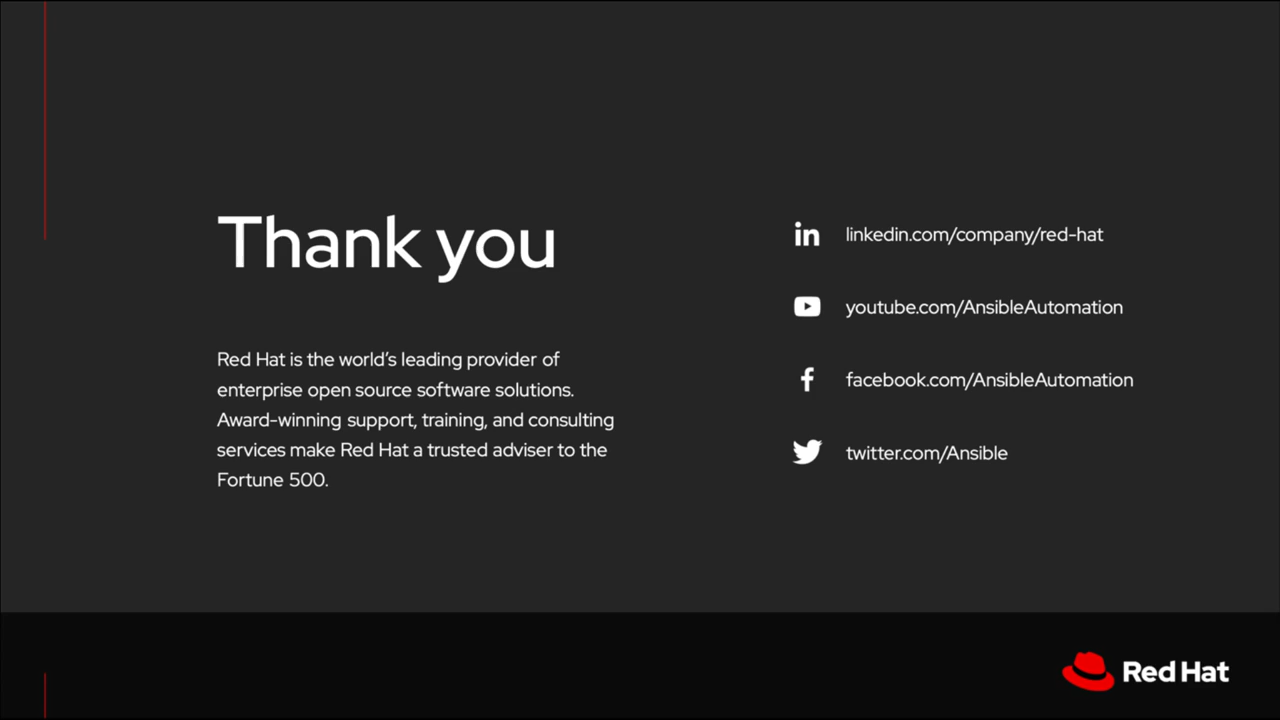 Thank you
Red Hat is the world’s leading provider of
enterprise open source software solutions.
Award-winning support, training, and consulting
services make Red Hat a trusted adviser to the
Fortune 500.
linkedin.com/company/red-hat
youtube.com/AnsibleAutomation
facebook.com/AnsibleAutomation
twitter.com/Ansible
Red Hat